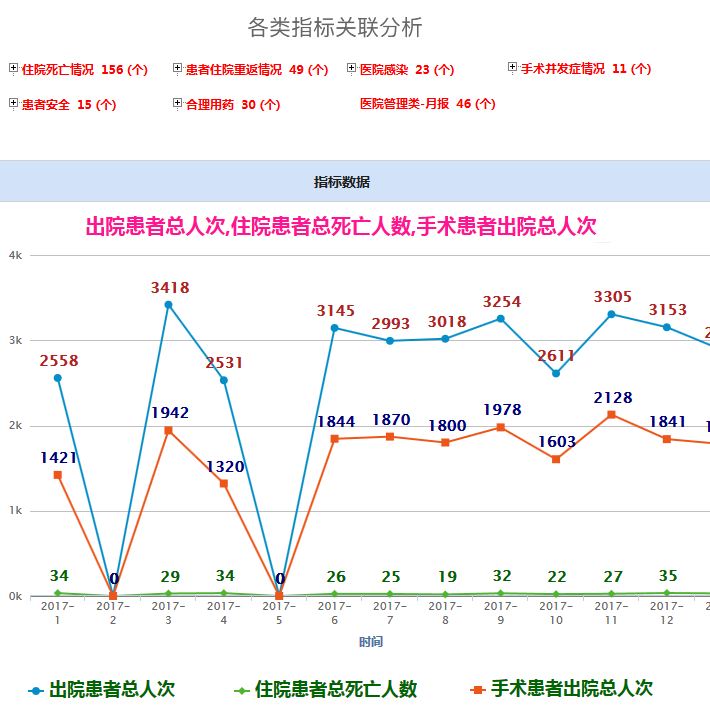 各类指标关联分析
住院死亡情况 156 (个) 患者住院重返情况 49 (个) 医院感染 23 (个) 手术并发症情况 11 (个)
患者安全 15 (个) 合理用药 30 (个) 医院管理类-月报 46 (个)
指标数据
出院患者总人次,住院患者总死亡人数,手术患者出院总人次
4k
3k
2k
1k
0k
2558 0 3418 2531 0 3145 2993 3018 3254 2611 3305 3153
1421 0 1942 1320 0 1844 1870 1800 1978 1603 2128 1841
34 29 34 26 25 19 32 22 27 35
2017-1 2017-2 2017-3 2017-4 2017-5 2017-6 2017-7 2017-8 2017-9 2017-10 2017-11 2017-12
时间
出院患者总人次 住院患者总死亡人数 手术患者出院总人次